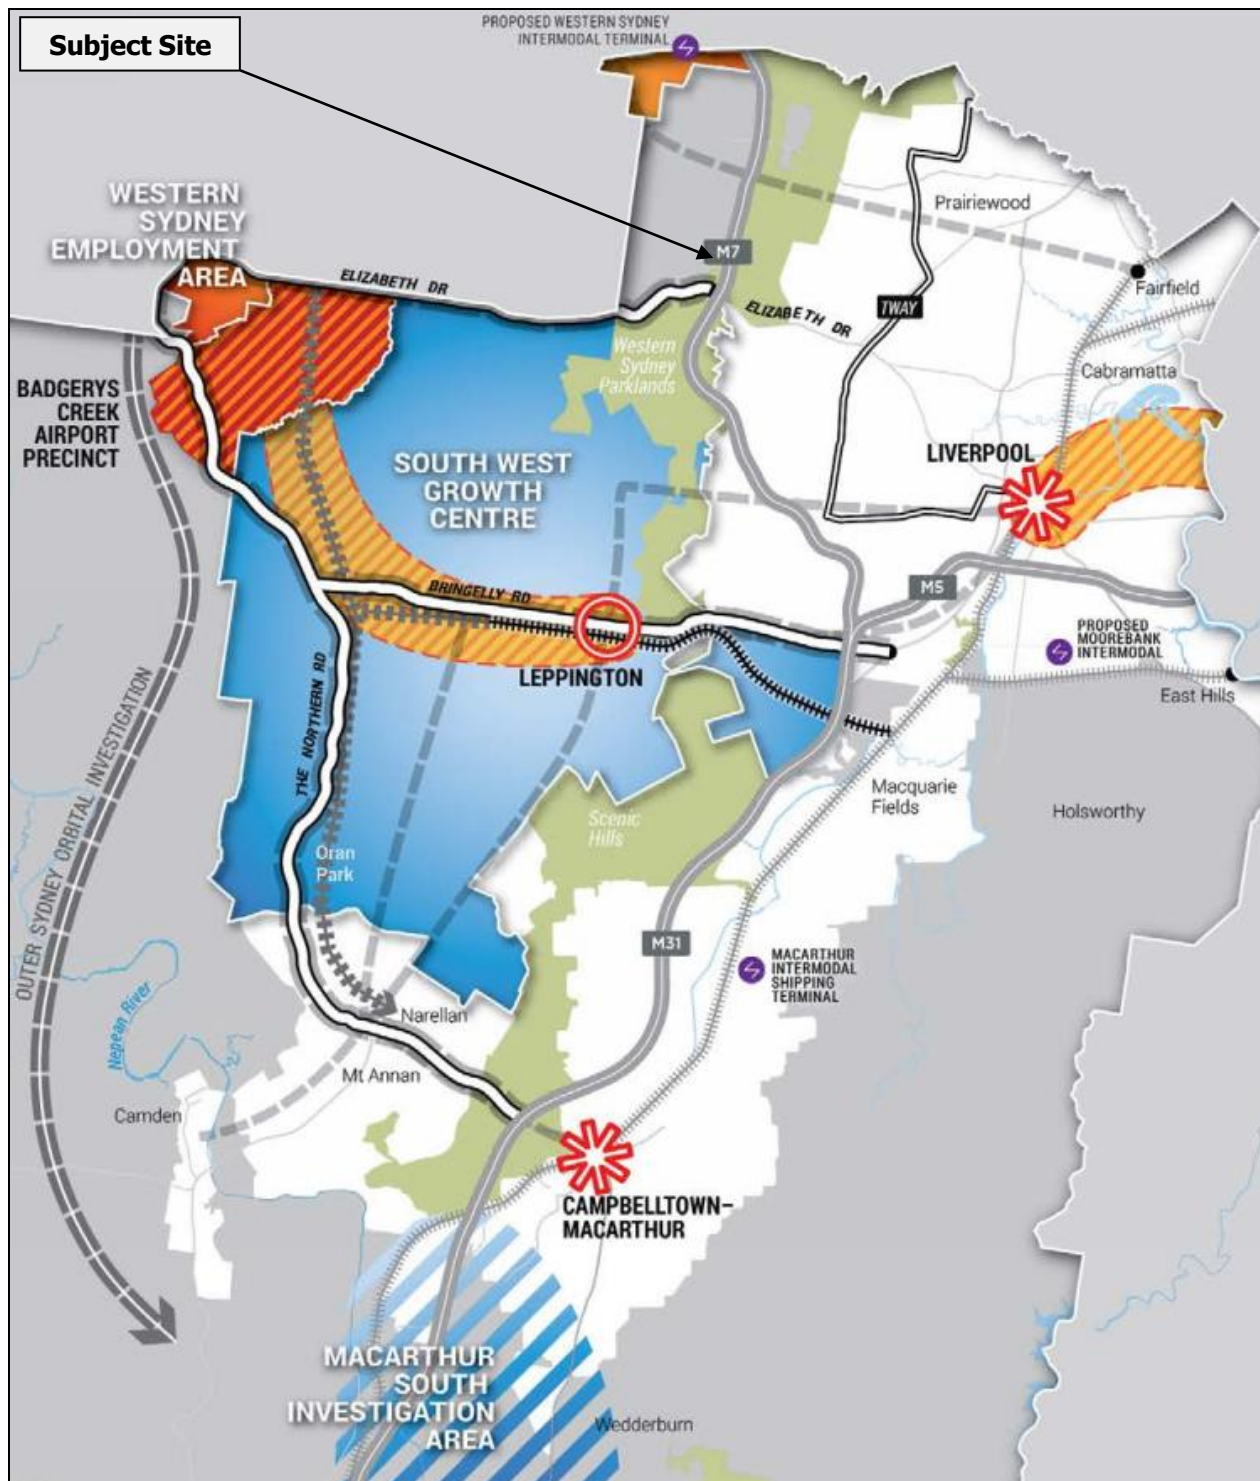 PROPOSED WESTERN SYDNEY
INTERMODAL TERMINAL
Subject Site
WESTERN
SYDNEY
EMPLOYMENT
AREA
Prairiewood
M7
ELIZABETH DR
ELIZABETH DR
Fairfield
TWAY
Western
Sydney
Parklands
Cabramatta
BADGERYS
CREEK
AIRPORT
PRECINCT
SOUTH WEST
GROWTH
CENTRE
LIVERPOOL
BRINGELLY RD
M5
PROPOSED
MOOREBANK
INTERMODAL
LEPPINGTON
East Hills
THE NORTHERN RD
OUTER SYDNEY ORBITAL INVESTIGATION
Macquarie
Fields
Holsworthy
Scenic
Hills
Oran
Park
M31
MACARTHUR
INTERMODAL
SHIPPING
TERMINAL
Nepean River
Narellan
Mt Annan
Camden
CAMPBELLTOWN–
MACARTHUR
MACARTHUR
SOUTH
INVESTIGATION
AREA
Wedderburn